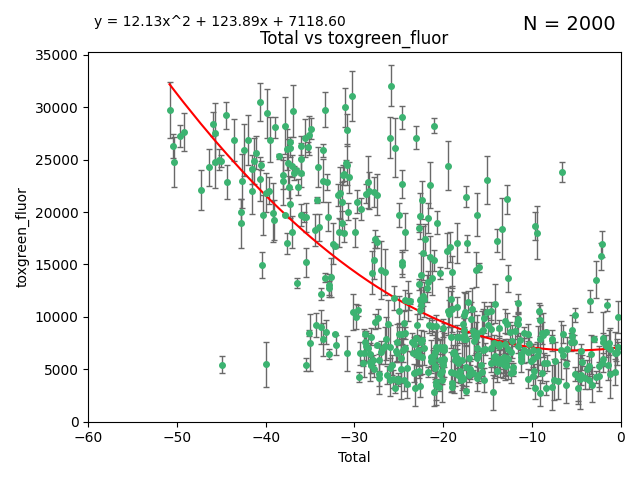 y = 12.13x^2 + 123.89x + 7118.60
N = 2000
Total vs toxgreen_fluor
35000
30000
25000
20000
15000
10000
5000
0
toxgreen_fluor
−60 −50 −40 −30 −20 −10 0
Total